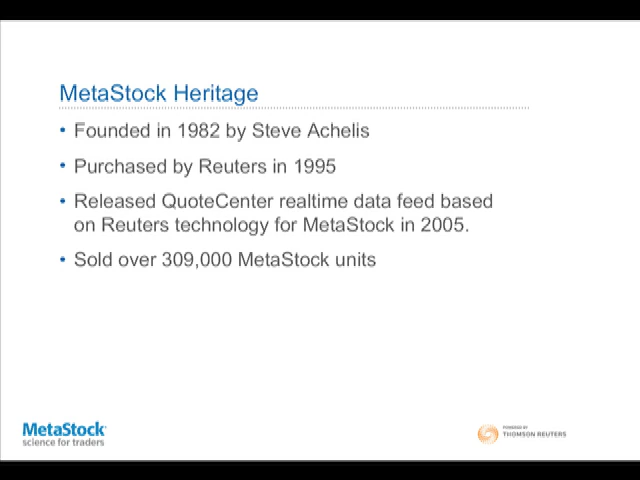 MetaStock Heritage
• Founded in 1982 by Steve Achelis
• Purchased by Reuters in 1995
• Released QuoteCenter realtime data feed based
on Reuters technology for MetaStock in 2005.
• Sold over 309,000 MetaStock units
MetaStock
science for traders
POWERED BY
THOMSON REUTERS